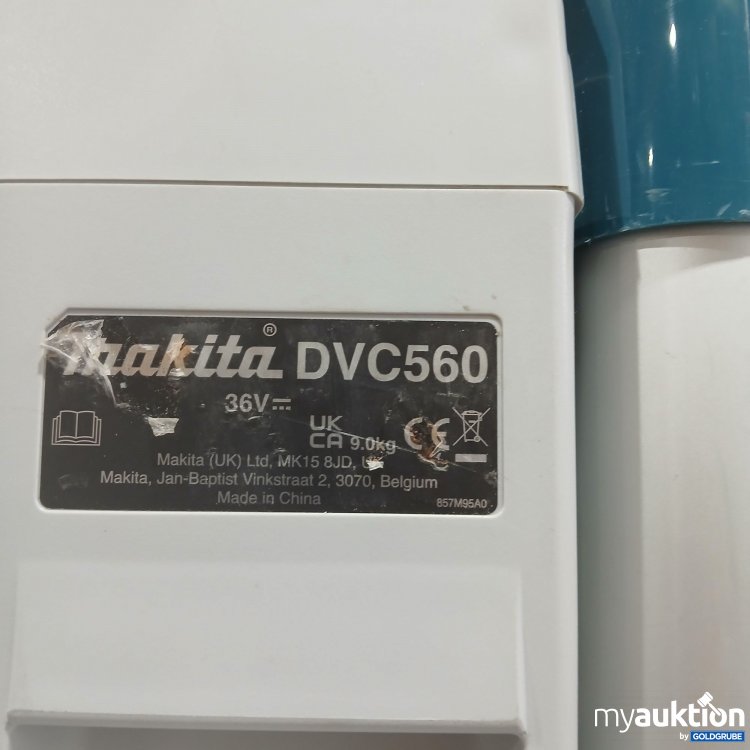 makita® DVC560
36V
UK
CA 9.0kg CE
Makita (UK) Ltd, MK15 8JD,
Makita, Jan-Baptist Vinkstraat 2, 3070, Belgium
Made in China
857M95A0
myauktion
by GOLDGRUBE